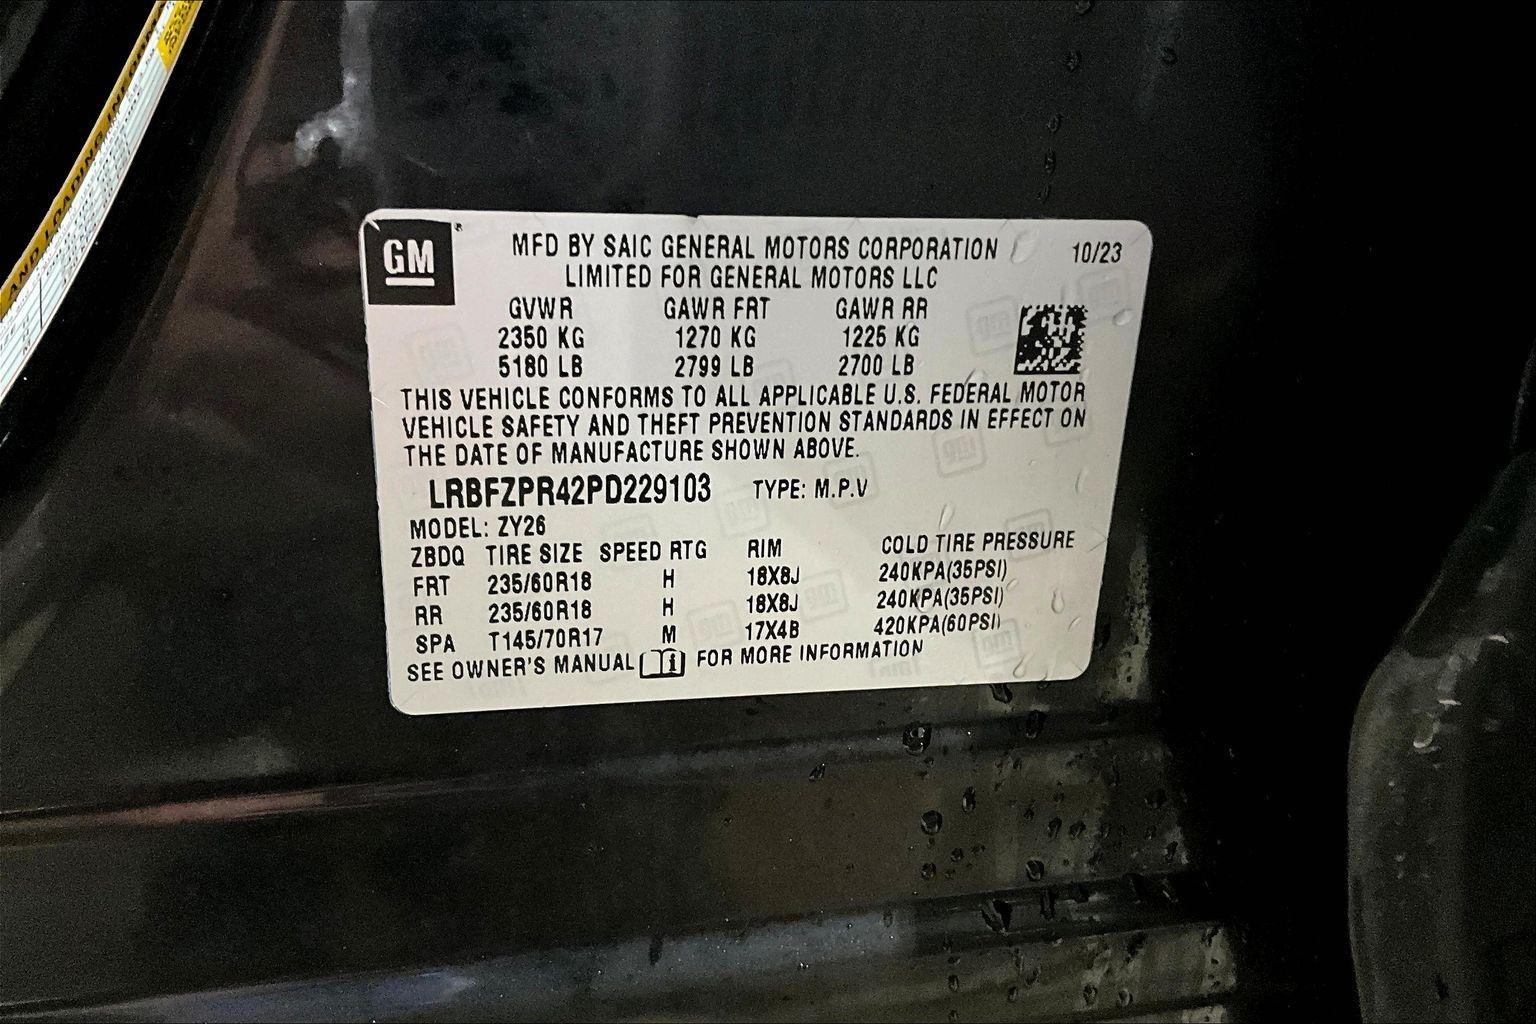 AND LOADING INFORM
GM
MFD BY SAIC GENERAL MOTORS CORPORATION
LIMITED FOR GENERAL MOTORS LLC
10/23
GVWR GAWR FRT GAWR RR
2350 KG 1270 KG 1225 KG
5180 LB 2799 LB 2700 LB
THIS VEHICLE CONFORMS TO ALL APPLICABLE U.S. FEDERAL MOTOR
VEHICLE SAFETY AND THEFT PREVENTION STANDARDS IN EFFECT ON
THE DATE OF MANUFACTURE SHOWN ABOVE.
LRBFZPR42PD229103 TYPE: M.P.V
MODEL: ZY26
ZBDQ TIRE SIZE SPEED RTG RIM COLD TIRE PRESSURE
FRT 235/60R18 H 18X8J 240KPA(35PSI)
RR 235/60R18 H 18X8J 240KPA(35PSI)
SPA T145/70R17 M 17X4B 420KPA(60PSI)
SEE OWNER'S MANUAL FOR MORE INFORMATION